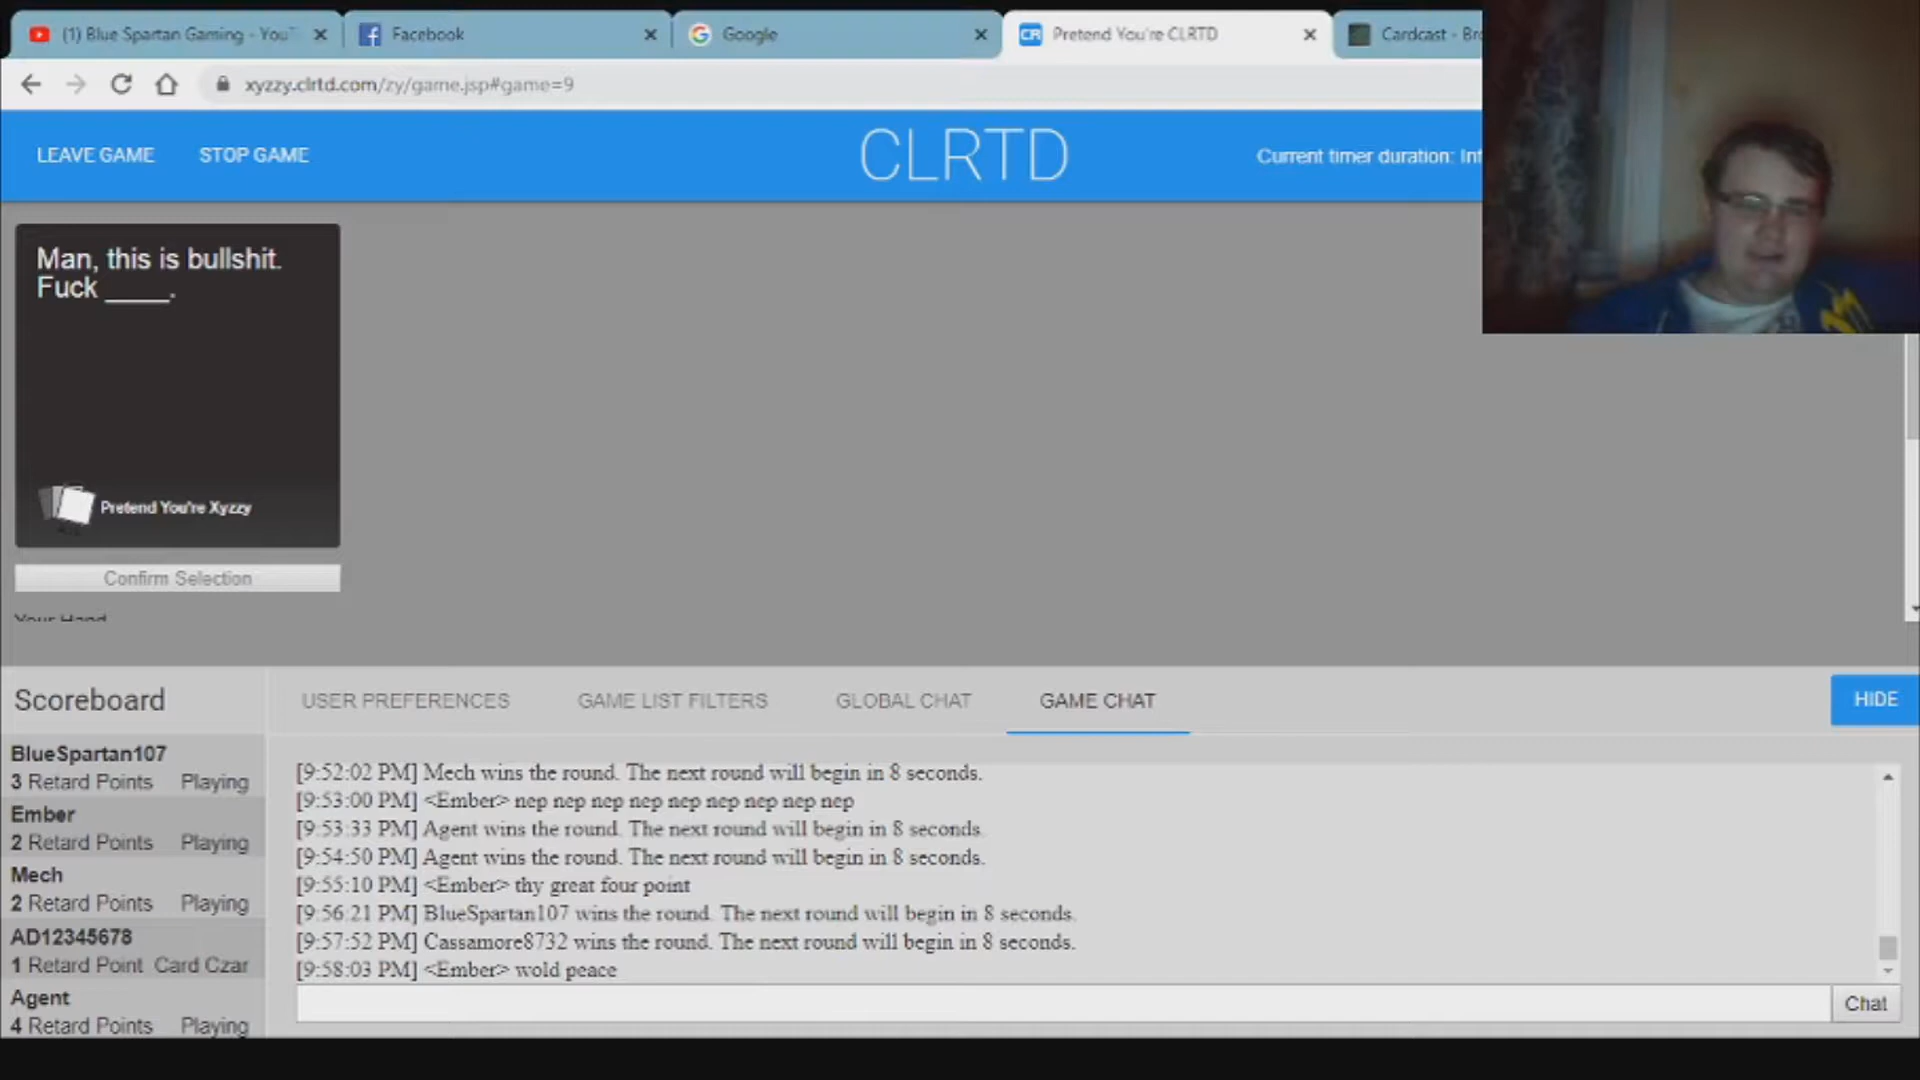 (1) Blue Spartan Gaming - YouT
Facebook
Google
CR Pretend You're CLRTD
Cardcast - Bro
xyzzy.clrtd.com/zy/game.jsp#game=9
LEAVE GAME STOP GAME
CLRTD
Current timer duration: Inf
Man, this is bullshit.
Fuck _____.
Pretend You're Xyzzy
Confirm Selection
Your Hand
Scoreboard
USER PREFERENCES GAME LIST FILTERS GLOBAL CHAT GAME CHAT
HIDE
BlueSpartan107
3 Retard Points Playing
Ember
2 Retard Points Playing
Mech
2 Retard Points Playing
AD12345678
1 Retard Point Card Czar
Agent
4 Retard Points Playing
[9:52:02 PM] Mech wins the round. The next round will begin in 8 seconds.
[9:53:00 PM] <Ember> nep nep nep nep nep nep nep nep nep
[9:53:33 PM] Agent wins the round. The next round will begin in 8 seconds.
[9:54:50 PM] Agent wins the round. The next round will begin in 8 seconds.
[9:55:10 PM] <Ember> thy great four point
[9:56:21 PM] BlueSpartan107 wins the round. The next round will begin in 8 seconds.
[9:57:52 PM] Cassamore8732 wins the round. The next round will begin in 8 seconds.
[9:58:03 PM] <Ember> wold peace
Chat